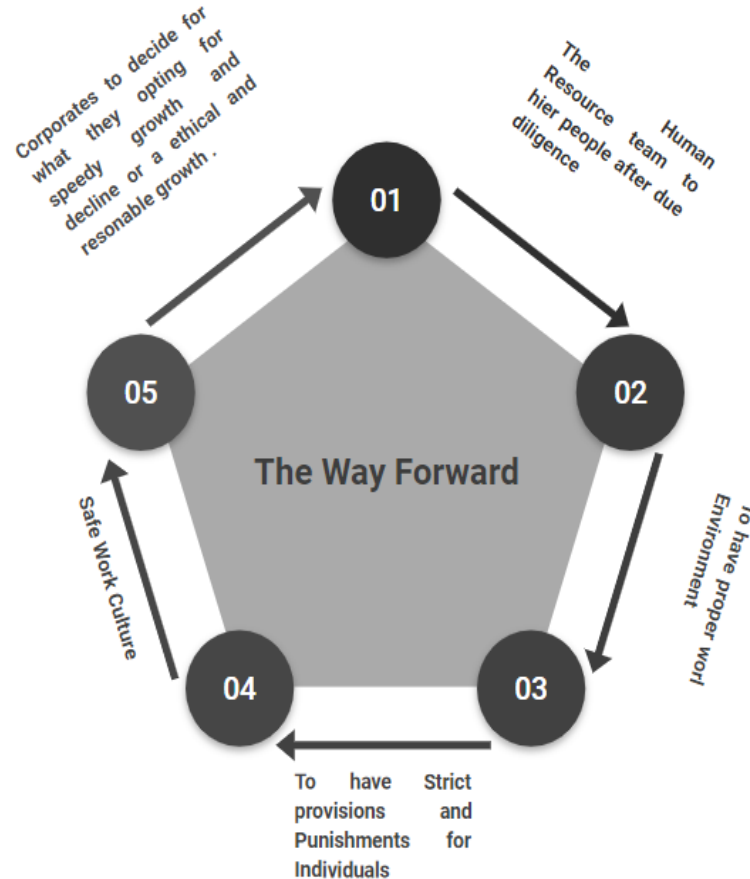 Corporates to decide for
what they opting for
speedy growth and
decline or a ethical and
resonable growth .
The Human
Resource team to
hier people after due
diligence
01
05
02
The Way Forward
Safe Work Culture
To have proper
Environment
04
03
To have Strict
provisions and
Punishments for
Individuals